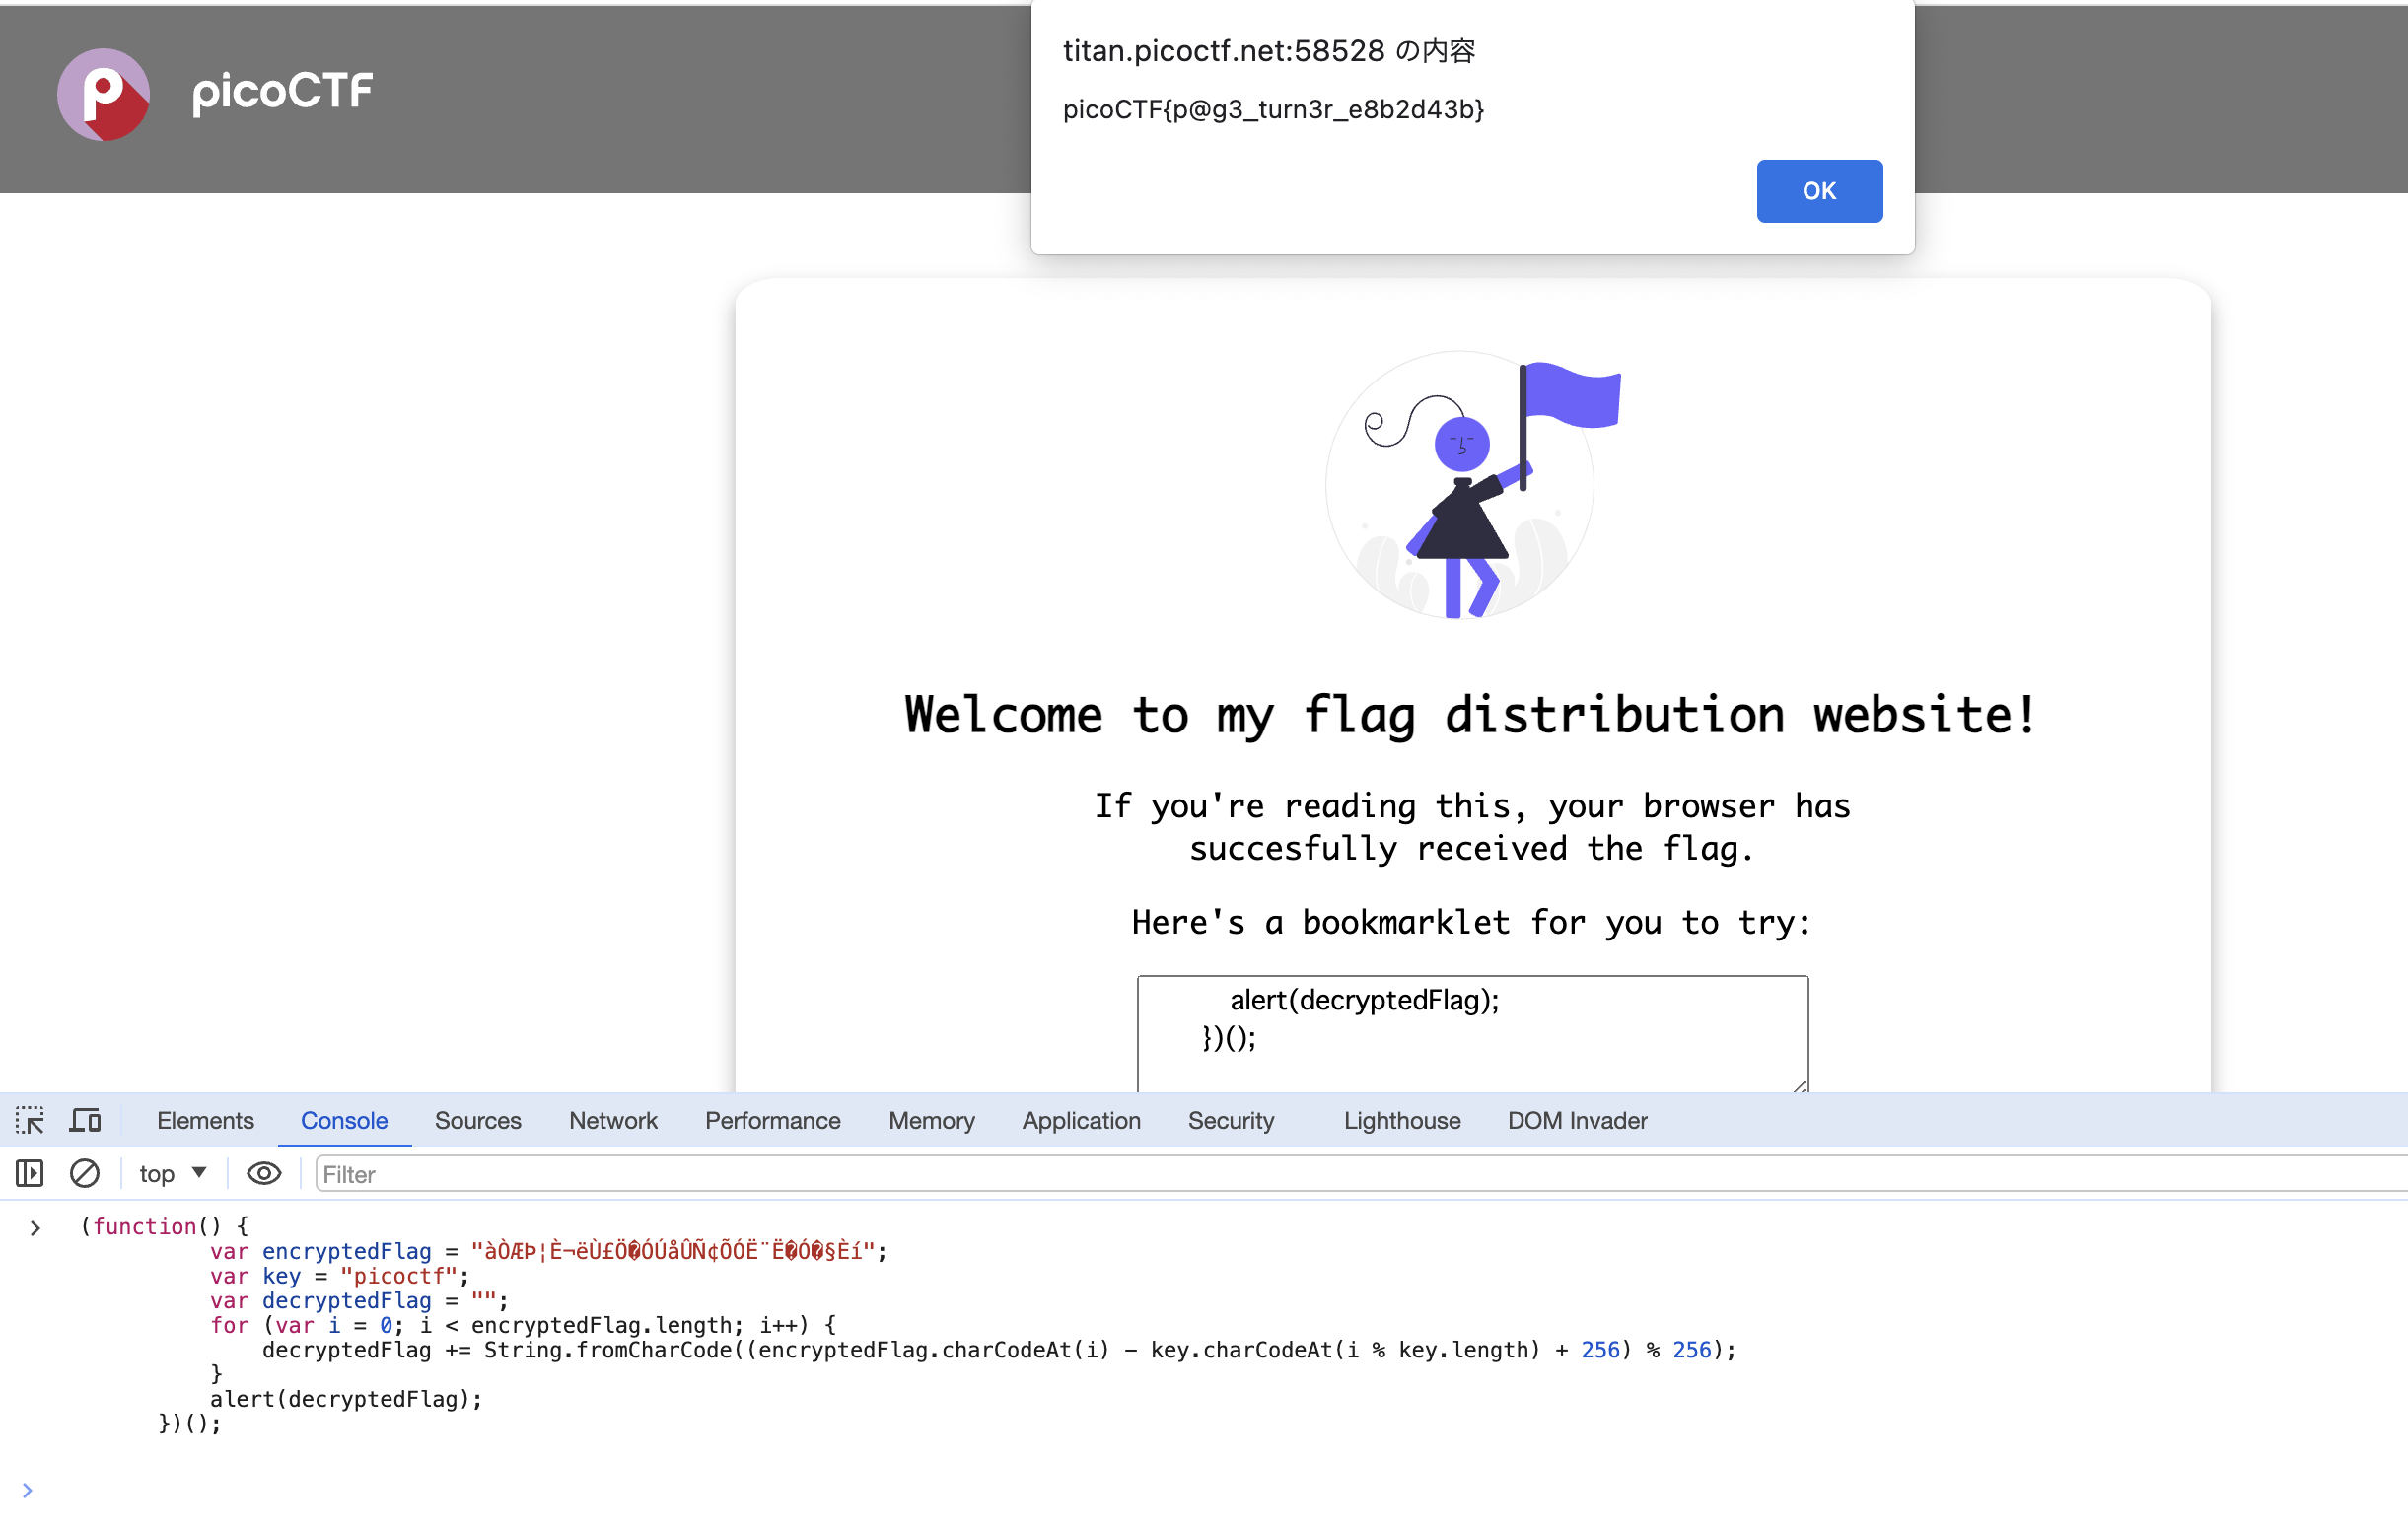 picoCTF
titan.picoctf.net:58528 の内容
picoCTF{p@g3_turn3r_e8b2d43b}
OK
Welcome to my flag distribution website!
If you're reading this, your browser has
succesfully received the flag.
Here's a bookmarklet for you to try:
alert(decryptedFlag);
})();
Elements Console Sources Network Performance Memory Application Security Lighthouse DOM Invader
top Filter
(function() {
var encryptedFlag = "àÒÆÞ¦È¬ëÙ£Ö�ÓÚåÛÑ¢ÕÓË¨Ë�Ó�§Èí";
var key = "picoctf";
var decryptedFlag = "";
for (var i = 0; i < encryptedFlag.length; i++) {
decryptedFlag += String.fromCharCode((encryptedFlag.charCodeAt(i) - key.charCodeAt(i % key.length) + 256) % 256);
}
alert(decryptedFlag);
})();